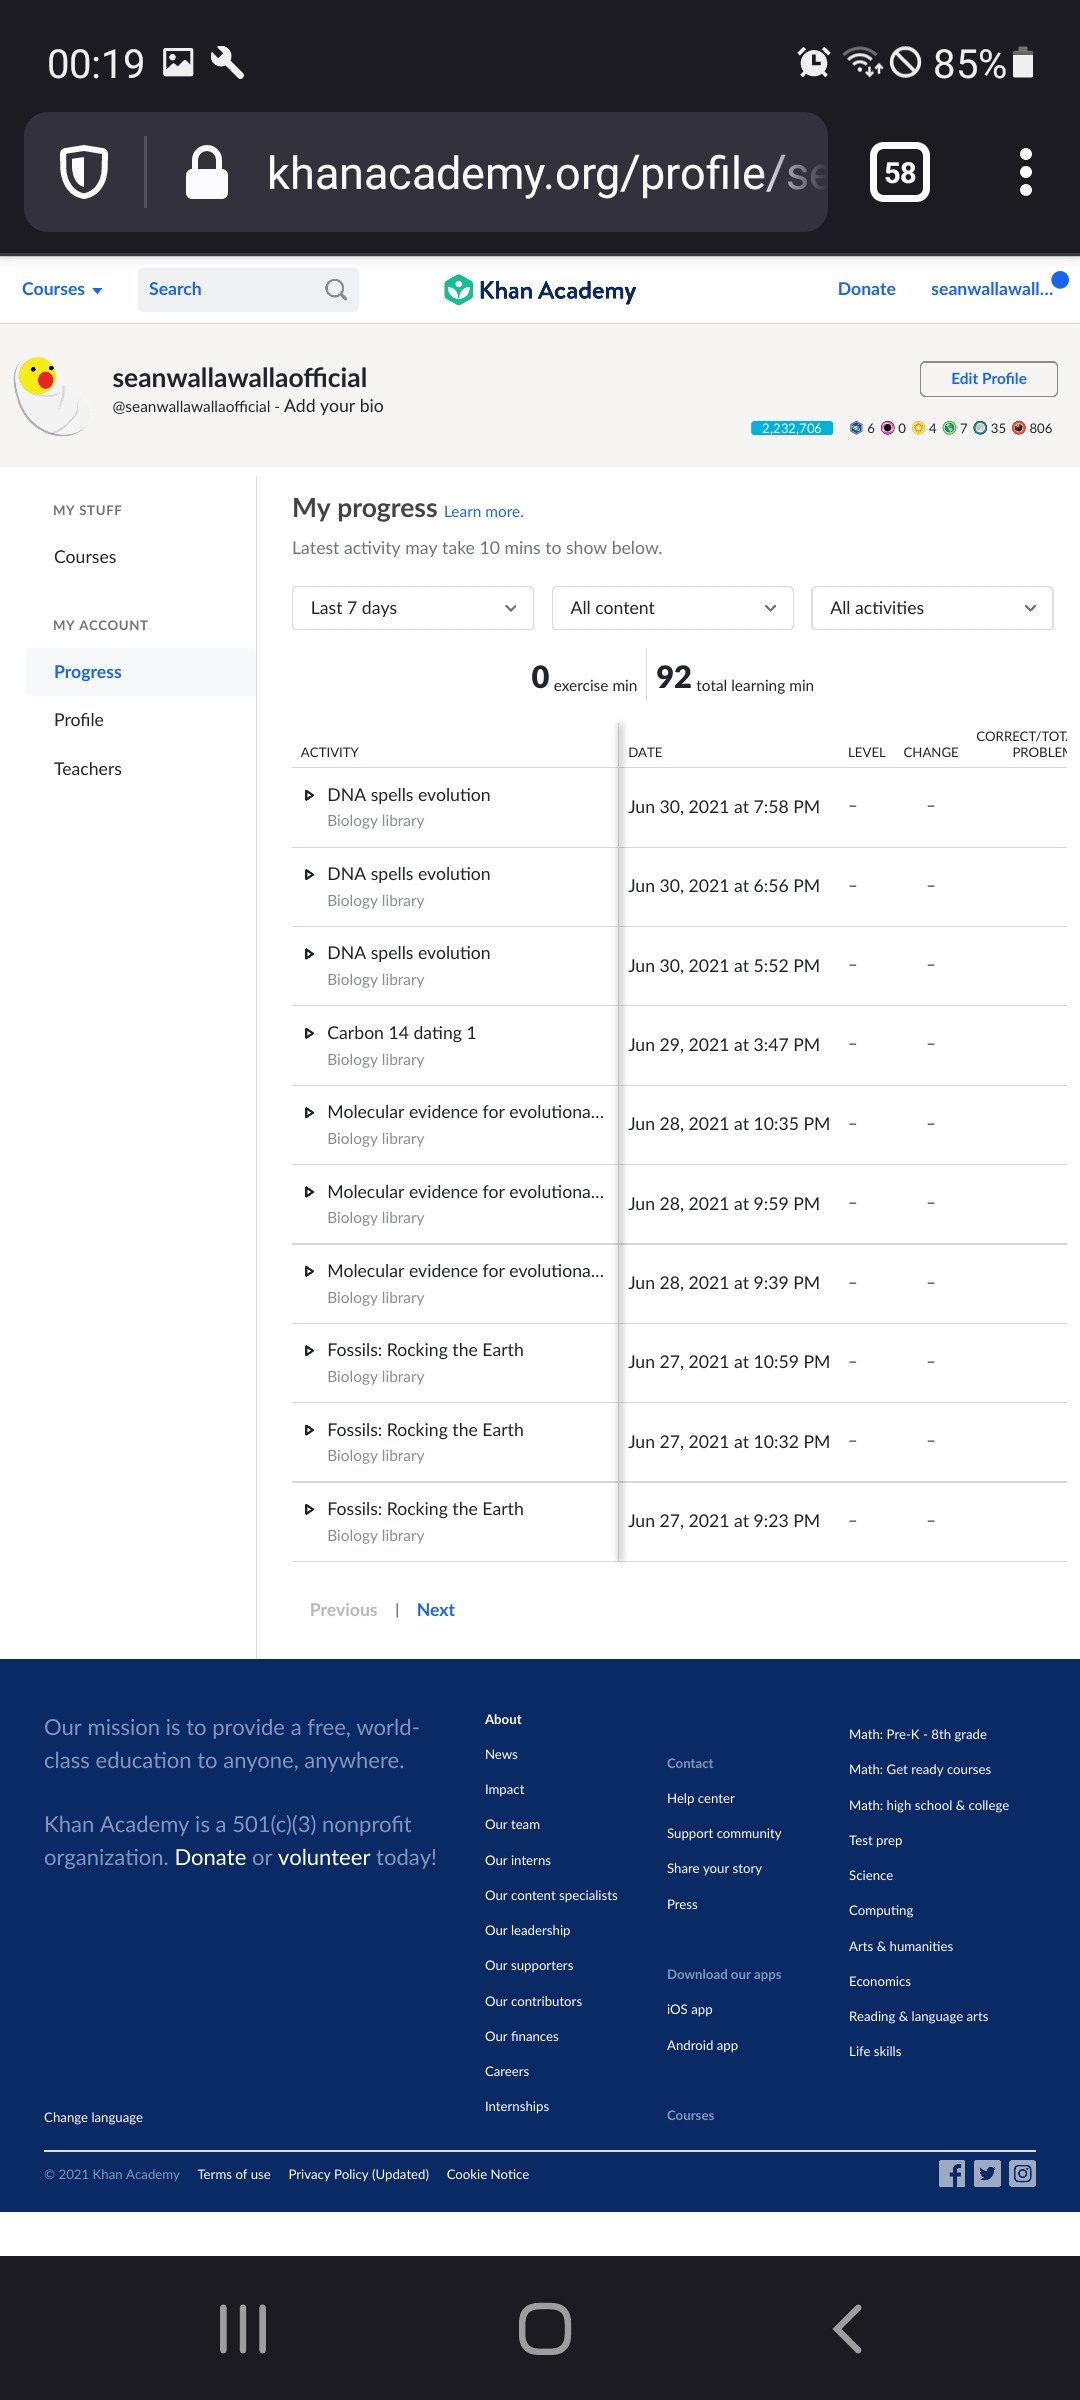 00:19
85%
khanacademy.org/profile/se
58
Courses
Search
Khan Academy
Donate
seanwallawall...
seanwallawallaofficial
@seanwallawallaofficial - Add your bio
Edit Profile
2,232,706 6 0 4 7 35 806
MY STUFF
Courses
MY ACCOUNT
Progress
Profile
Teachers
My progress Learn more.
Latest activity may take 10 mins to show below.
Last 7 days
All content
All activities
0 exercise min
92 total learning min
ACTIVITY DATE LEVEL CHANGE CORRECT/TOTA
PROBLEM
DNA spells evolution
Biology library
Jun 30, 2021 at 7:58 PM – –
DNA spells evolution
Biology library
Jun 30, 2021 at 6:56 PM – –
DNA spells evolution
Biology library
Jun 30, 2021 at 5:52 PM – –
Carbon 14 dating 1
Biology library
Jun 29, 2021 at 3:47 PM – –
Molecular evidence for evolutiona...
Biology library
Jun 28, 2021 at 10:35 PM – –
Molecular evidence for evolutiona...
Biology library
Jun 28, 2021 at 9:59 PM – –
Molecular evidence for evolutiona...
Biology library
Jun 28, 2021 at 9:39 PM – –
Fossils: Rocking the Earth
Biology library
Jun 27, 2021 at 10:59 PM – –
Fossils: Rocking the Earth
Biology library
Jun 27, 2021 at 10:32 PM – –
Fossils: Rocking the Earth
Biology library
Jun 27, 2021 at 9:23 PM – –
Previous | Next
Our mission is to provide a free, world-
class education to anyone, anywhere.
Khan Academy is a 501(c)(3) nonprofit
organization. Donate or volunteer today!
Change language
About
News
Impact
Our team
Our interns
Our content specialists
Our leadership
Our supporters
Our contributors
Our finances
Careers
Internships
Contact
Help center
Support community
Share your story
Press
Download our apps
iOS app
Android app
Courses
Math: Pre-K - 8th grade
Math: Get ready courses
Math: high school & college
Test prep
Science
Computing
Arts & humanities
Economics
Reading & language arts
Life skills
© 2021 Khan Academy Terms of use Privacy Policy (Updated) Cookie Notice